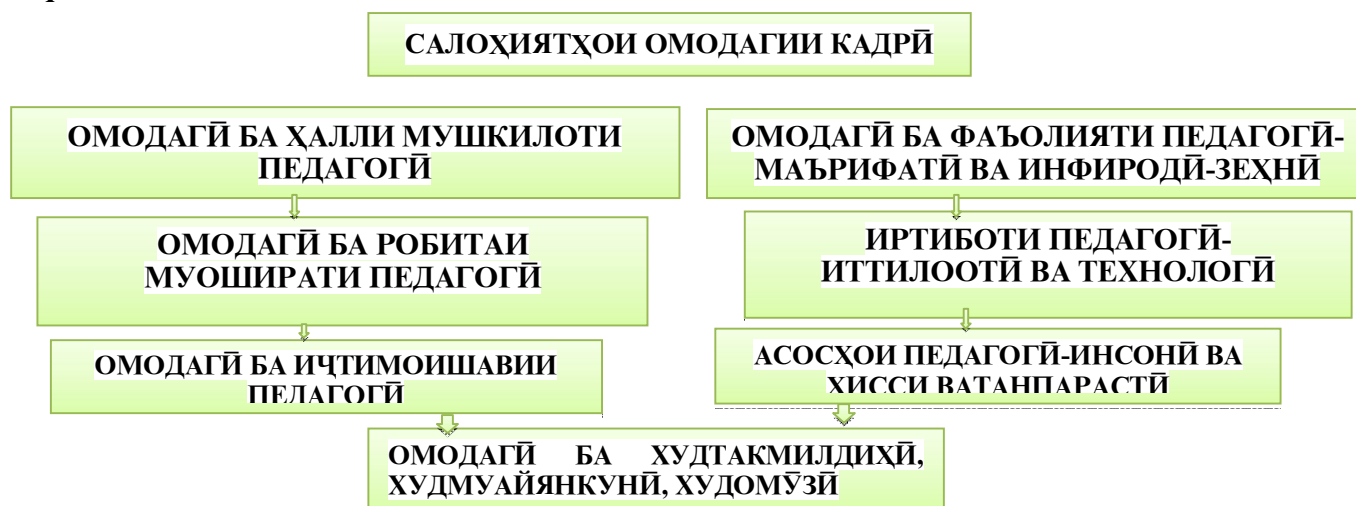 САЛОҲИЯТҲОИ ОМОДАГИИ КАДРӢ
ОМОДАГӢ БА ҲАЛЛИ МУШКИЛОТИ
ПЕДАГОГӢ
ОМОДАГӢ БА ФАЪОЛИЯТИ ПЕДАГОГӢ-
МАЪРИФАТӢ ВА ИНФИРОДӢ-ЗЕҲНӢ
ОМОДАГӢ БА РОБИТАИ
МУОШИРАТИ ПЕДАГОГӢ
ИРТИБОТИ ПЕДАГОГӢ-
ИТТИЛООТӢ ВА ТЕХНОЛОГӢ
ОМОДАГӢ БА ИҶТИМОИШАВИИ
ПЕДАГОГӢ
АСОСҲОИ ПЕДАГОГӢ-ИНСОНӢ ВА
ҲИССИ ВАТАНПАРАСТӢ
ОМОДАГӢ БА ХУДТАКМИЛДИҲӢ,
ХУДМУАЙЯНКУНӢ, ХУДОМӮЗӢ